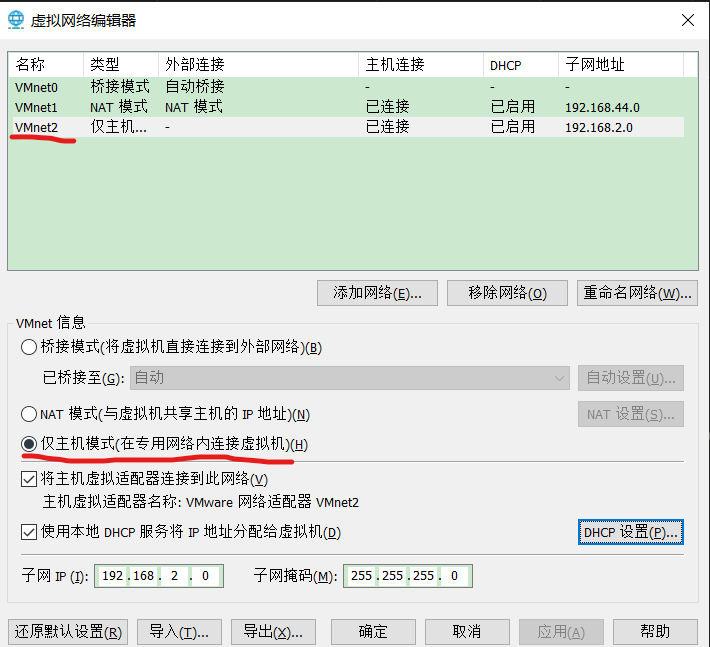 虚拟网络编辑器
名称 类型 外部连接 主机连接 DHCP 子网地址
VMnet0 桥接模式 自动桥接 - - -
VMnet1 NAT 模式 NAT 模式 已连接 已启用 192.168.44.0
VMnet2 仅主机... - 已连接 已启用 192.168.2.0
添加网络(E)... 移除网络(O) 重命名网络(W)...
VMnet 信息
桥接模式(将虚拟机直接连接到外部网络)(B)
已桥接至(G): 自动 自动设置(U)...
NAT 模式(与虚拟机共享主机的 IP 地址)(N) NAT 设置(S)...
仅主机模式(在专用网络内连接虚拟机)(H)
将主机虚拟适配器连接到此网络(V)
主机虚拟适配器名称: VMware 网络适配器 VMnet2
使用本地 DHCP 服务将 IP 地址分配给虚拟机(D) DHCP 设置(P)...
子网 IP (I): 192 . 168 . 2 . 0 子网掩码(M): 255 . 255 . 255 . 0
还原默认设置(R) 导入(T)... 导出(X)... 确定 取消 应用(A) 帮助